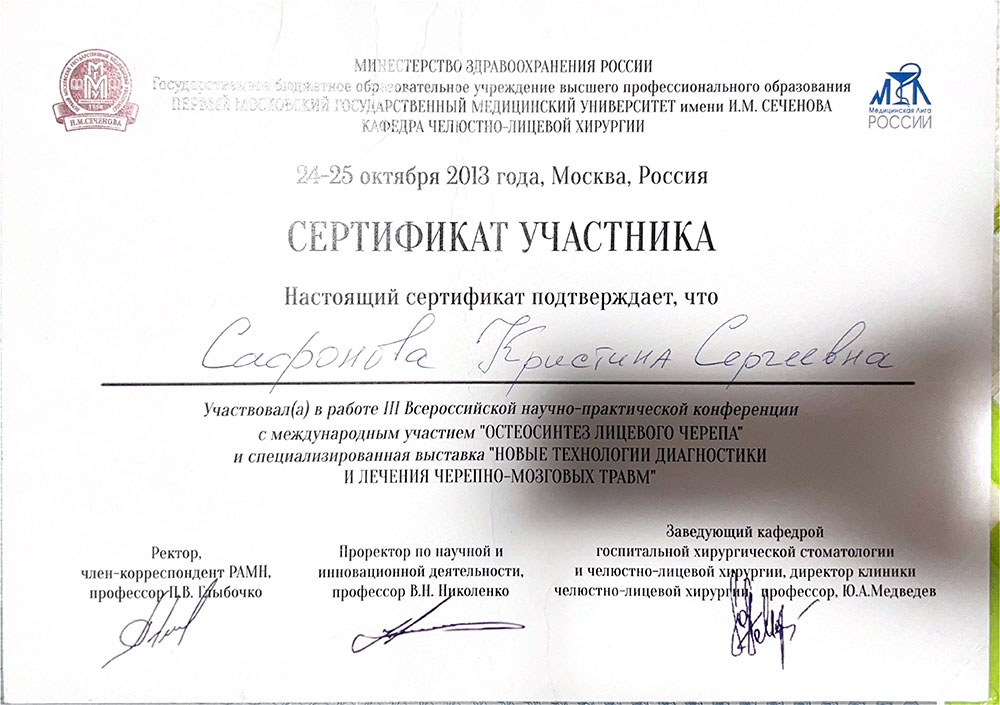 МИНЕСТЕРСТВО ЗДРАВООХРАНЕНИЯ РОССИИ
Государственное бюджетное образовательное учреждение высшего профессионального образования
ПЕРВЫЙ МОСКОВСКИЙ ГОСУДАРСТВЕННЫЙ МЕДИЦИНСКИЙ УНИВЕРСИТЕТ имени И.М. СЕЧЕНОВА
КАФЕДРА ЧЕЛЮСТНО-ЛИЦЕВОЙ ХИРУРГИИ
1758
И.М.СЕЧЕНОВА
Медицинская Лига
РОССИИ
24-25 октября 2013 года, Москва, Россия
СЕРТИФИКАТ УЧАСТНИКА
Настоящий сертификат подтверждает, что
Сафонова Кристина Сергеевна
Участвовал(а) в работе III Всероссийской научно-практической конференции
с международным участием "ОСТЕОСИНТЕЗ ЛИЦЕВОГО ЧЕРЕПА"
и специализированная выставка "НОВЫЕ ТЕХНОЛОГИИ ДИАГНОСТИКИ
И ЛЕЧЕНИЯ ЧЕРЕПНО-МОЗГОВЫХ ТРАВМ"
Ректор,
член-корреспондент РАМН,
профессор П.В. Глыбочко
Проректор по научной и
инновационной деятельности,
профессор В.Н. Николенко
Заведующий кафедрой
госпитальной хирургической стоматологии
и челюстно-лицевой хирургии, директор клиники
челюстно-лицевой хирургии, профессор, Ю.А.Медведев